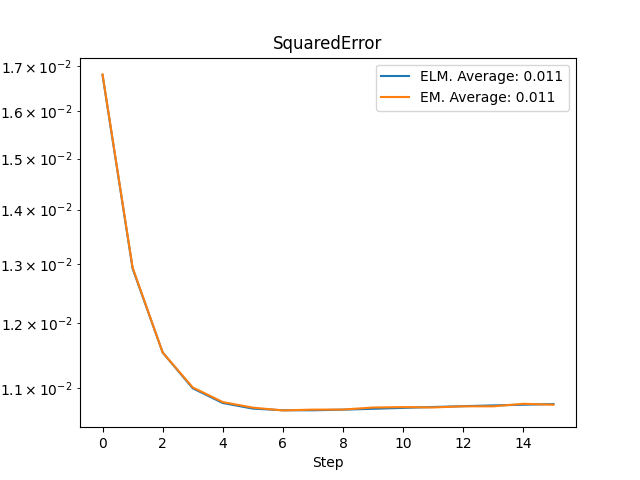 SquaredError
1.7 × 10⁻²
1.6 × 10⁻²
1.5 × 10⁻²
1.4 × 10⁻²
1.3 × 10⁻²
1.2 × 10⁻²
1.1 × 10⁻²
ELM. Average: 0.011
EM. Average: 0.011
0 2 4 6 8 10 12 14
Step